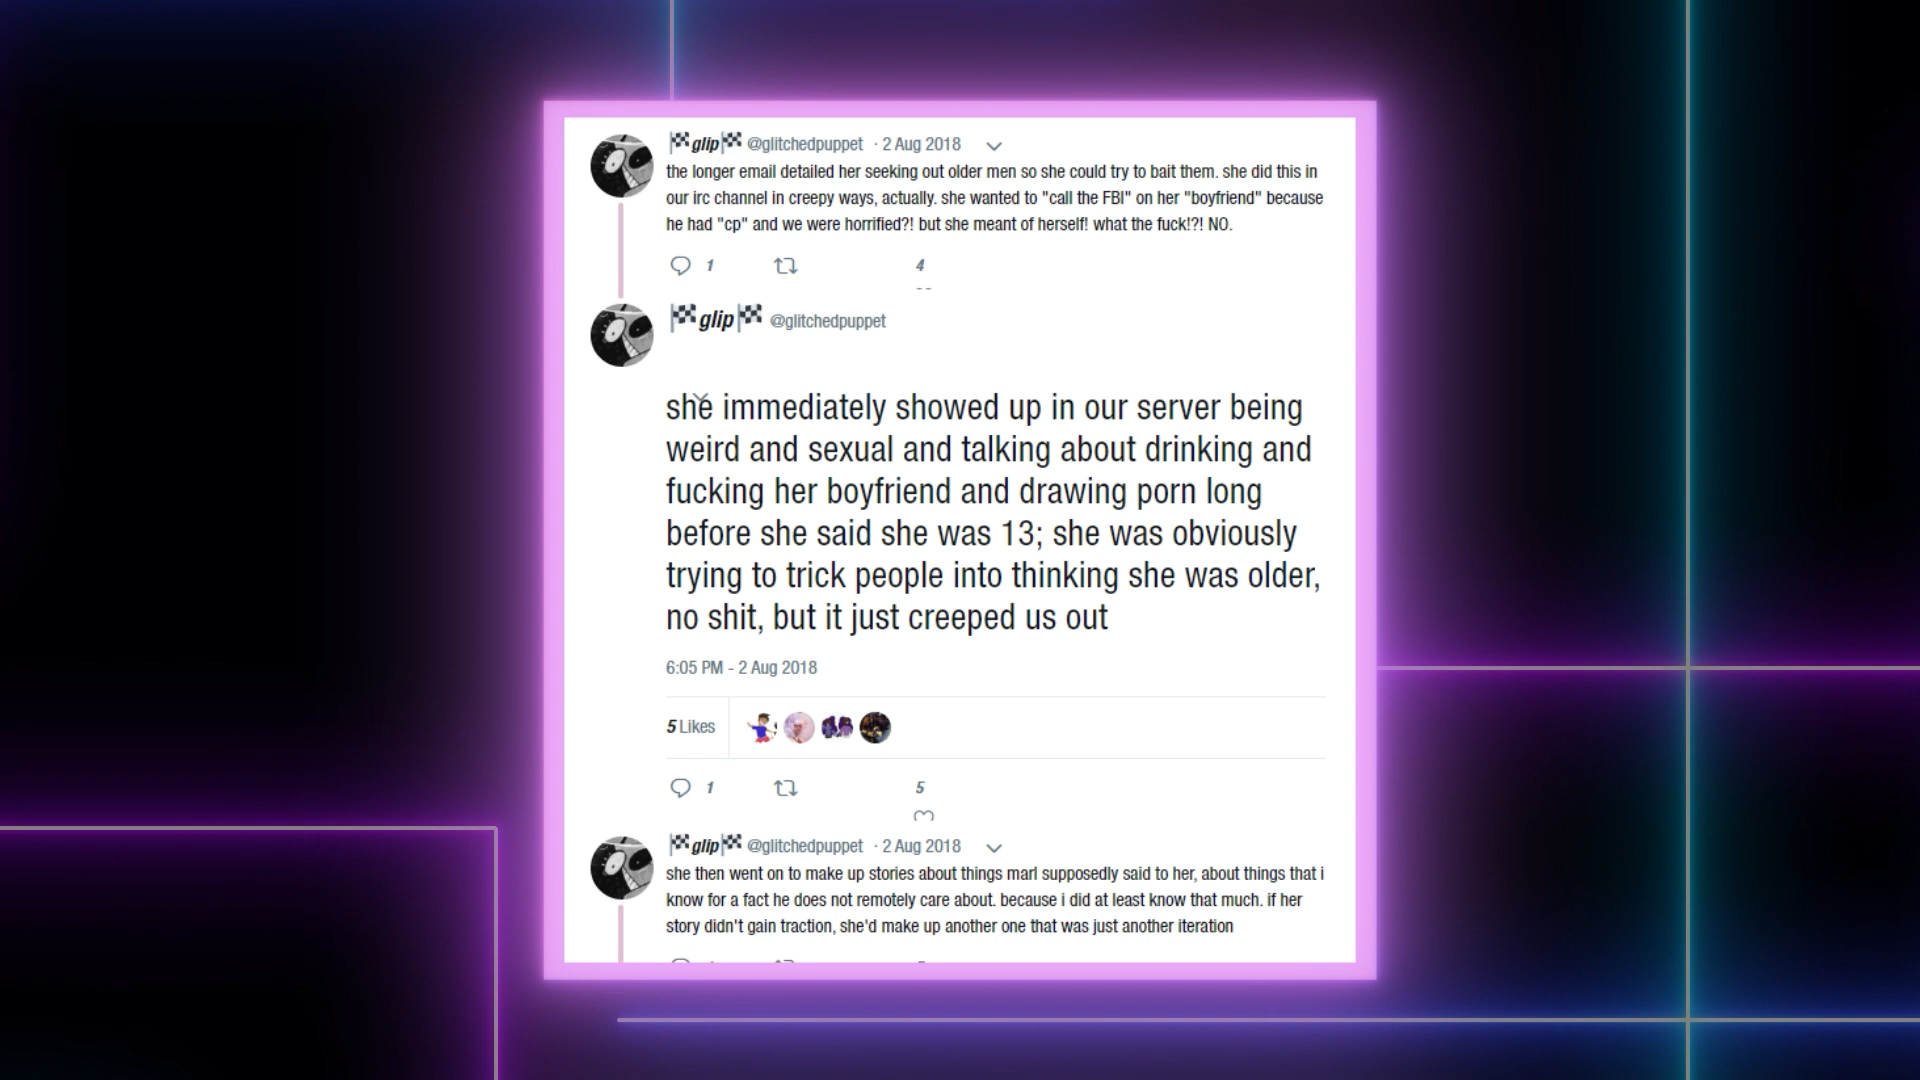 glip @glitchedpuppet · 2 Aug 2018
the longer email detailed her seeking out older men so she could try to bait them. she did this in
our irc channel in creepy ways, actually. she wanted to "call the FBI" on her "boyfriend" because
he had "cp" and we were horrified?! but she meant of herself! what the fuck!?! NO.
1 4
glip @glitchedpuppet
she immediately showed up in our server being
weird and sexual and talking about drinking and
fucking her boyfriend and drawing porn long
before she said she was 13; she was obviously
trying to trick people into thinking she was older,
no shit, but it just creeped us out
6:05 PM - 2 Aug 2018
5 Likes
1 5
glip @glitchedpuppet · 2 Aug 2018
she then went on to make up stories about things marl supposedly said to her, about things that i
know for a fact he does not remotely care about. because i did at least know that much. if her
story didn't gain traction, she'd make up another one that was just another iteration